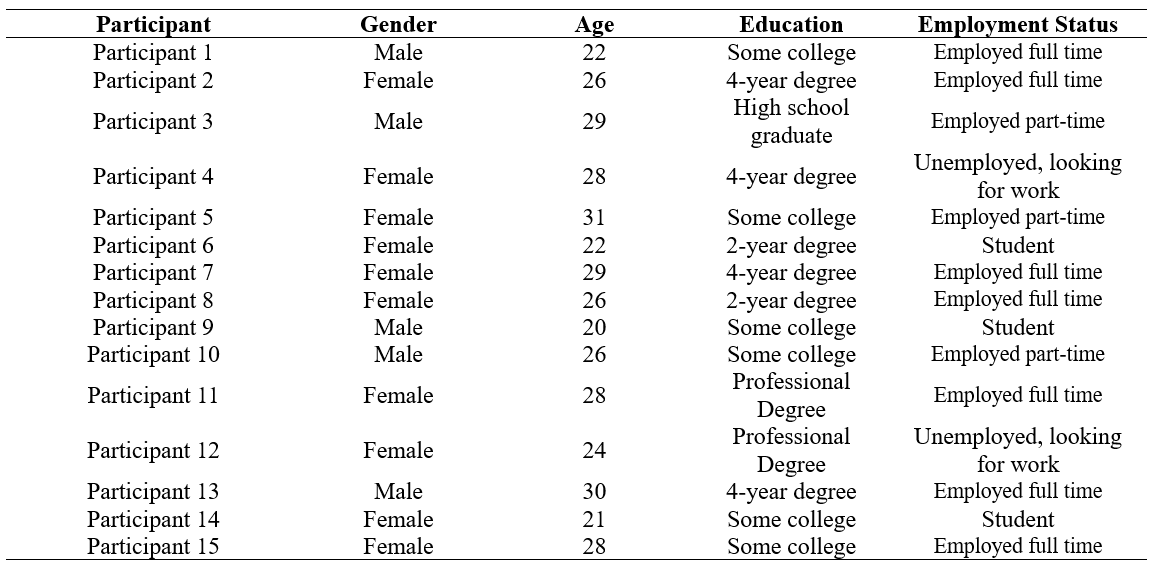 Participant Gender Age Education Employment Status
Participant 1 Male 22 Some college Employed full time
Participant 2 Female 26 4-year degree Employed full time
Participant 3 Male 29 High school graduate Employed part-time
Participant 4 Female 28 4-year degree Unemployed, looking for work
Participant 5 Female 31 Some college Employed part-time
Participant 6 Female 22 2-year degree Student
Participant 7 Female 29 4-year degree Employed full time
Participant 8 Female 26 2-year degree Employed full time
Participant 9 Male 20 Some college Student
Participant 10 Male 26 Some college Employed part-time
Participant 11 Female 28 Professional Degree Employed full time
Participant 12 Female 24 Professional Degree Unemployed, looking for work
Participant 13 Male 30 4-year degree Employed full time
Participant 14 Female 21 Some college Student
Participant 15 Female 28 Some college Employed full time